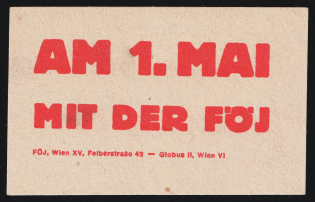 AM 1. MAI
MIT DER FÖJ
FÖJ, Wien XV, Felberstraße 42 — Globus II, Wien VI